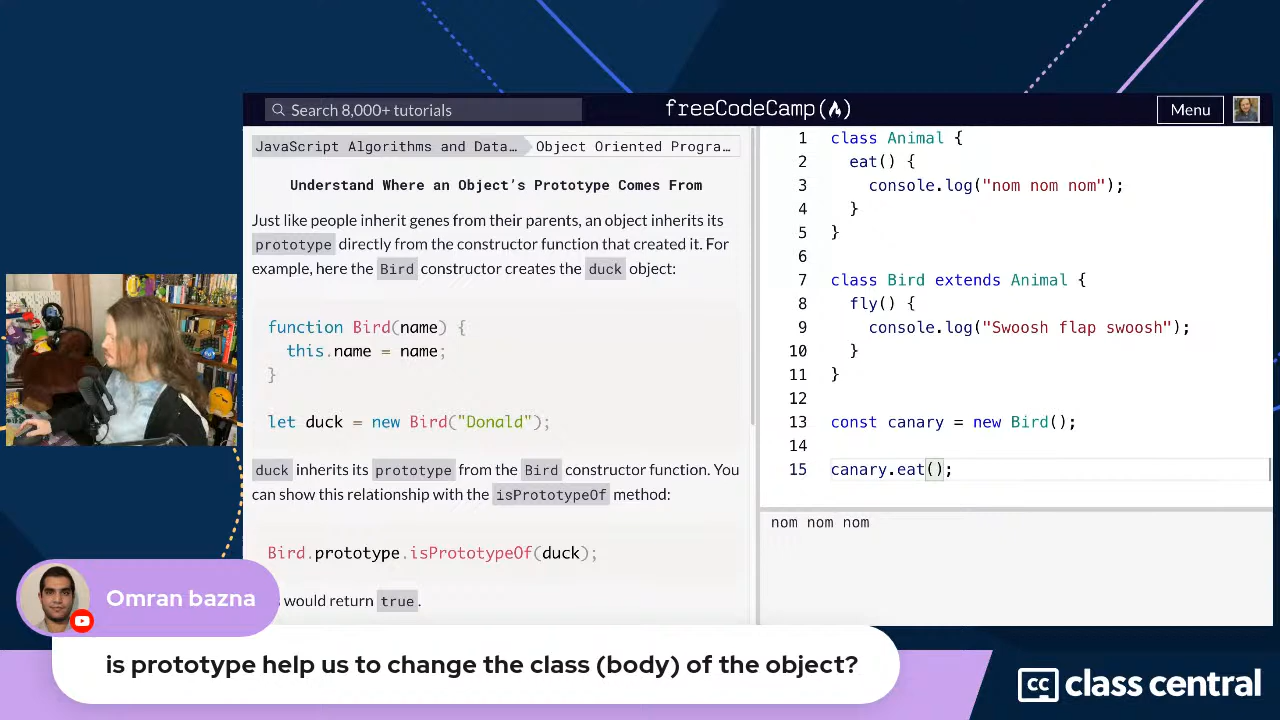 Search 8,000+ tutorials
freeCodeCamp
Menu
JavaScript Algorithms and Data…
Object Oriented Progra…
Understand Where an Object's Prototype Comes From
Just like people inherit genes from their parents, an object inherits its
prototype directly from the constructor function that created it. For
example, here the Bird constructor creates the duck object:
function Bird(name) {
this.name = name;
}
let duck = new Bird("Donald");
duck inherits its prototype from the Bird constructor function. You
can show this relationship with the isPrototypeOf method:
Bird.prototype.isPrototypeOf(duck);
would return true.
1 class Animal {
2 eat() {
3 console.log("nom nom nom");
4 }
5 }
6
7 class Bird extends Animal {
8 fly() {
9 console.log("Swoosh flap swoosh");
10 }
11 }
12
13 const canary = new Bird();
14
15 canary.eat();
nom nom nom
Omran bazna
is prototype help us to change the class (body) of the object?
cc class central